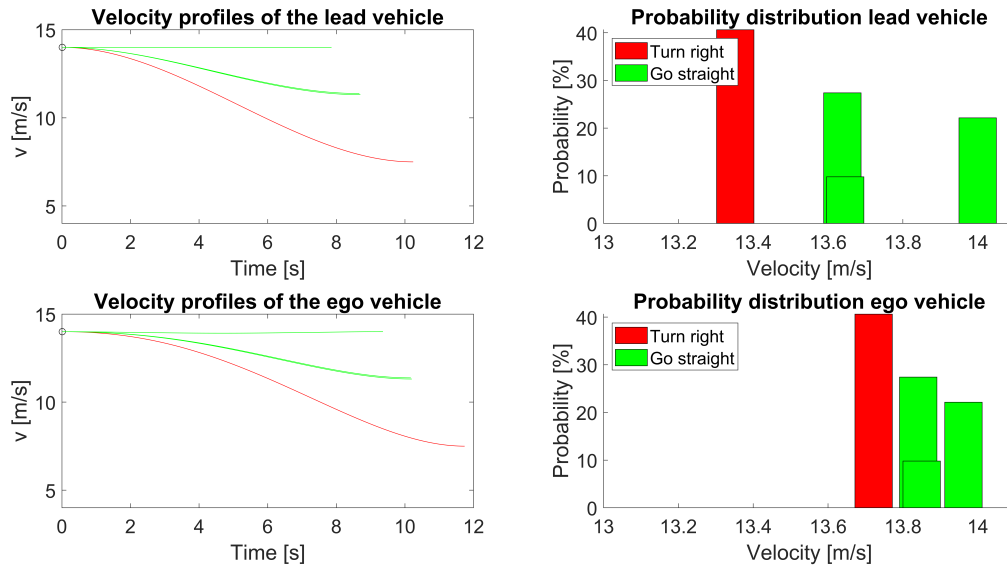 Velocity profiles of the lead vehicle
15
10
5
v [m/s]
0 2 4 6 8 10 12
Time [s]
Probability distribution lead vehicle
40
30
20
10
0
Probability [%]
Turn right
Go straight
13 13.2 13.4 13.6 13.8 14
Velocity [m/s]
Velocity profiles of the ego vehicle
15
10
5
v [m/s]
0 2 4 6 8 10 12
Time [s]
Probability distribution ego vehicle
40
30
20
10
0
Probability [%]
Turn right
Go straight
13 13.2 13.4 13.6 13.8 14
Velocity [m/s]